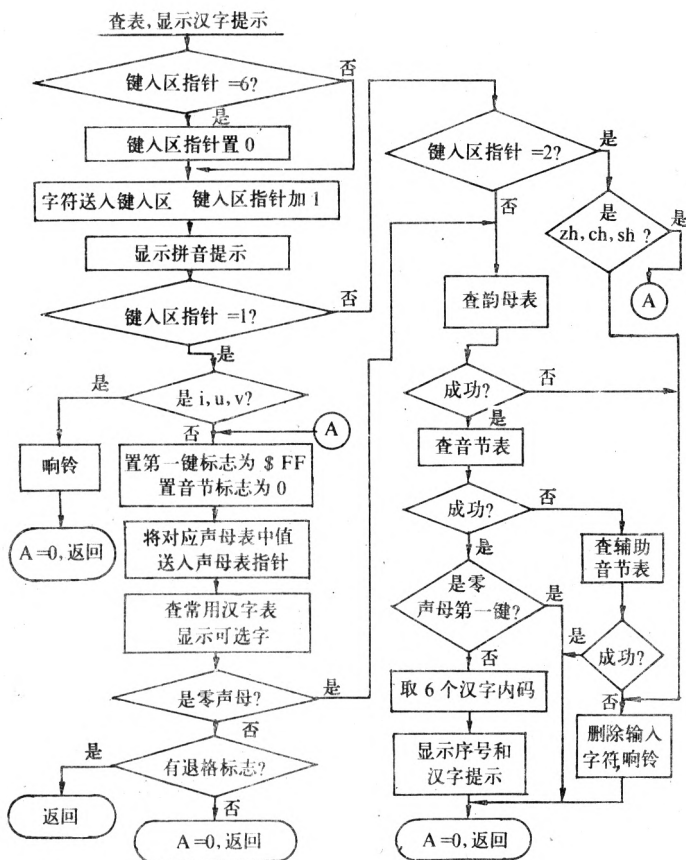 查表,显示汉字提示
键入区指针 =6?
否
是
键入区指针置 0
字符送入键入区 键入区指针加 1
显示拼音提示
键入区指针 =1?
否
是
是 i, u, v?
是
否
A
响铃
A =0, 返回
置第一键标志为 $ FF
置音节标志为 0
将对应声母表中值
送入声母表指针
查常用汉字表
显示可选字
是零声母?
是
否
有退格标志?
是
否
返回
A =0, 返回
键入区指针 =2?
是
否
是
zh, ch, sh ?
是
A
查韵母表
成功?
否
是
查音节表
成功?
否
是
查辅助
音节表
是零
声母第一键?
是
否
成功?
是
否
取 6 个汉字内码
显示序号和
汉字提示
删除输入
字符,响铃
A =0, 返回